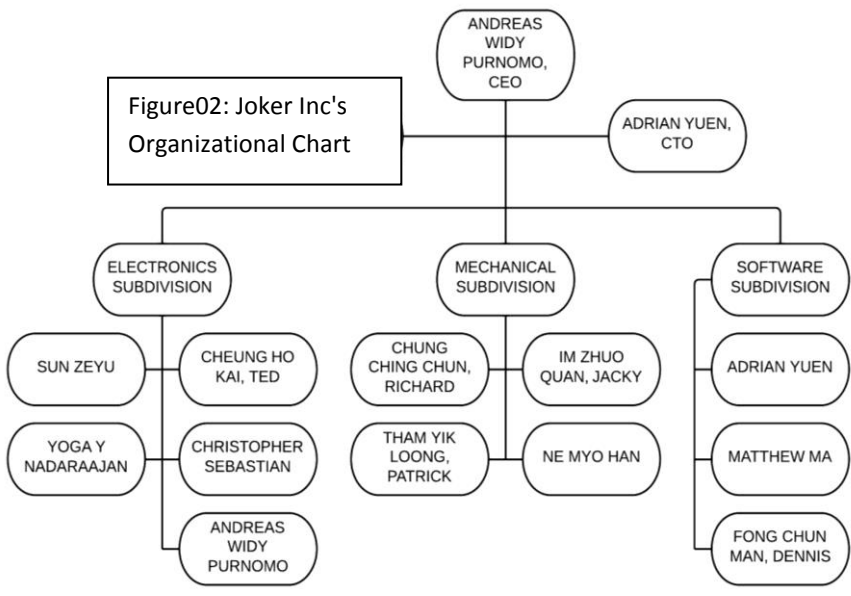 ANDREAS
WIDY
PURNOMO,
CEO
Figure02: Joker Inc's
Organizational Chart
ADRIAN YUEN,
CTO
ELECTRONICS
SUBDIVISION
MECHANICAL
SUBDIVISION
SOFTWARE
SUBDIVISION
SUN ZEYU
CHEUNG HO
KAI, TED
CHUNG
CHING CHUN,
RICHARD
IM ZHUO
QUAN, JACKY
ADRIAN YUEN
YOGA Y
NADARAAJAN
CHRISTOPHER
SEBASTIAN
THAM YIK
LOONG,
PATRICK
NE MYO HAN
MATTHEW MA
ANDREAS
WIDY
PURNOMO
FONG CHUN
MAN, DENNIS